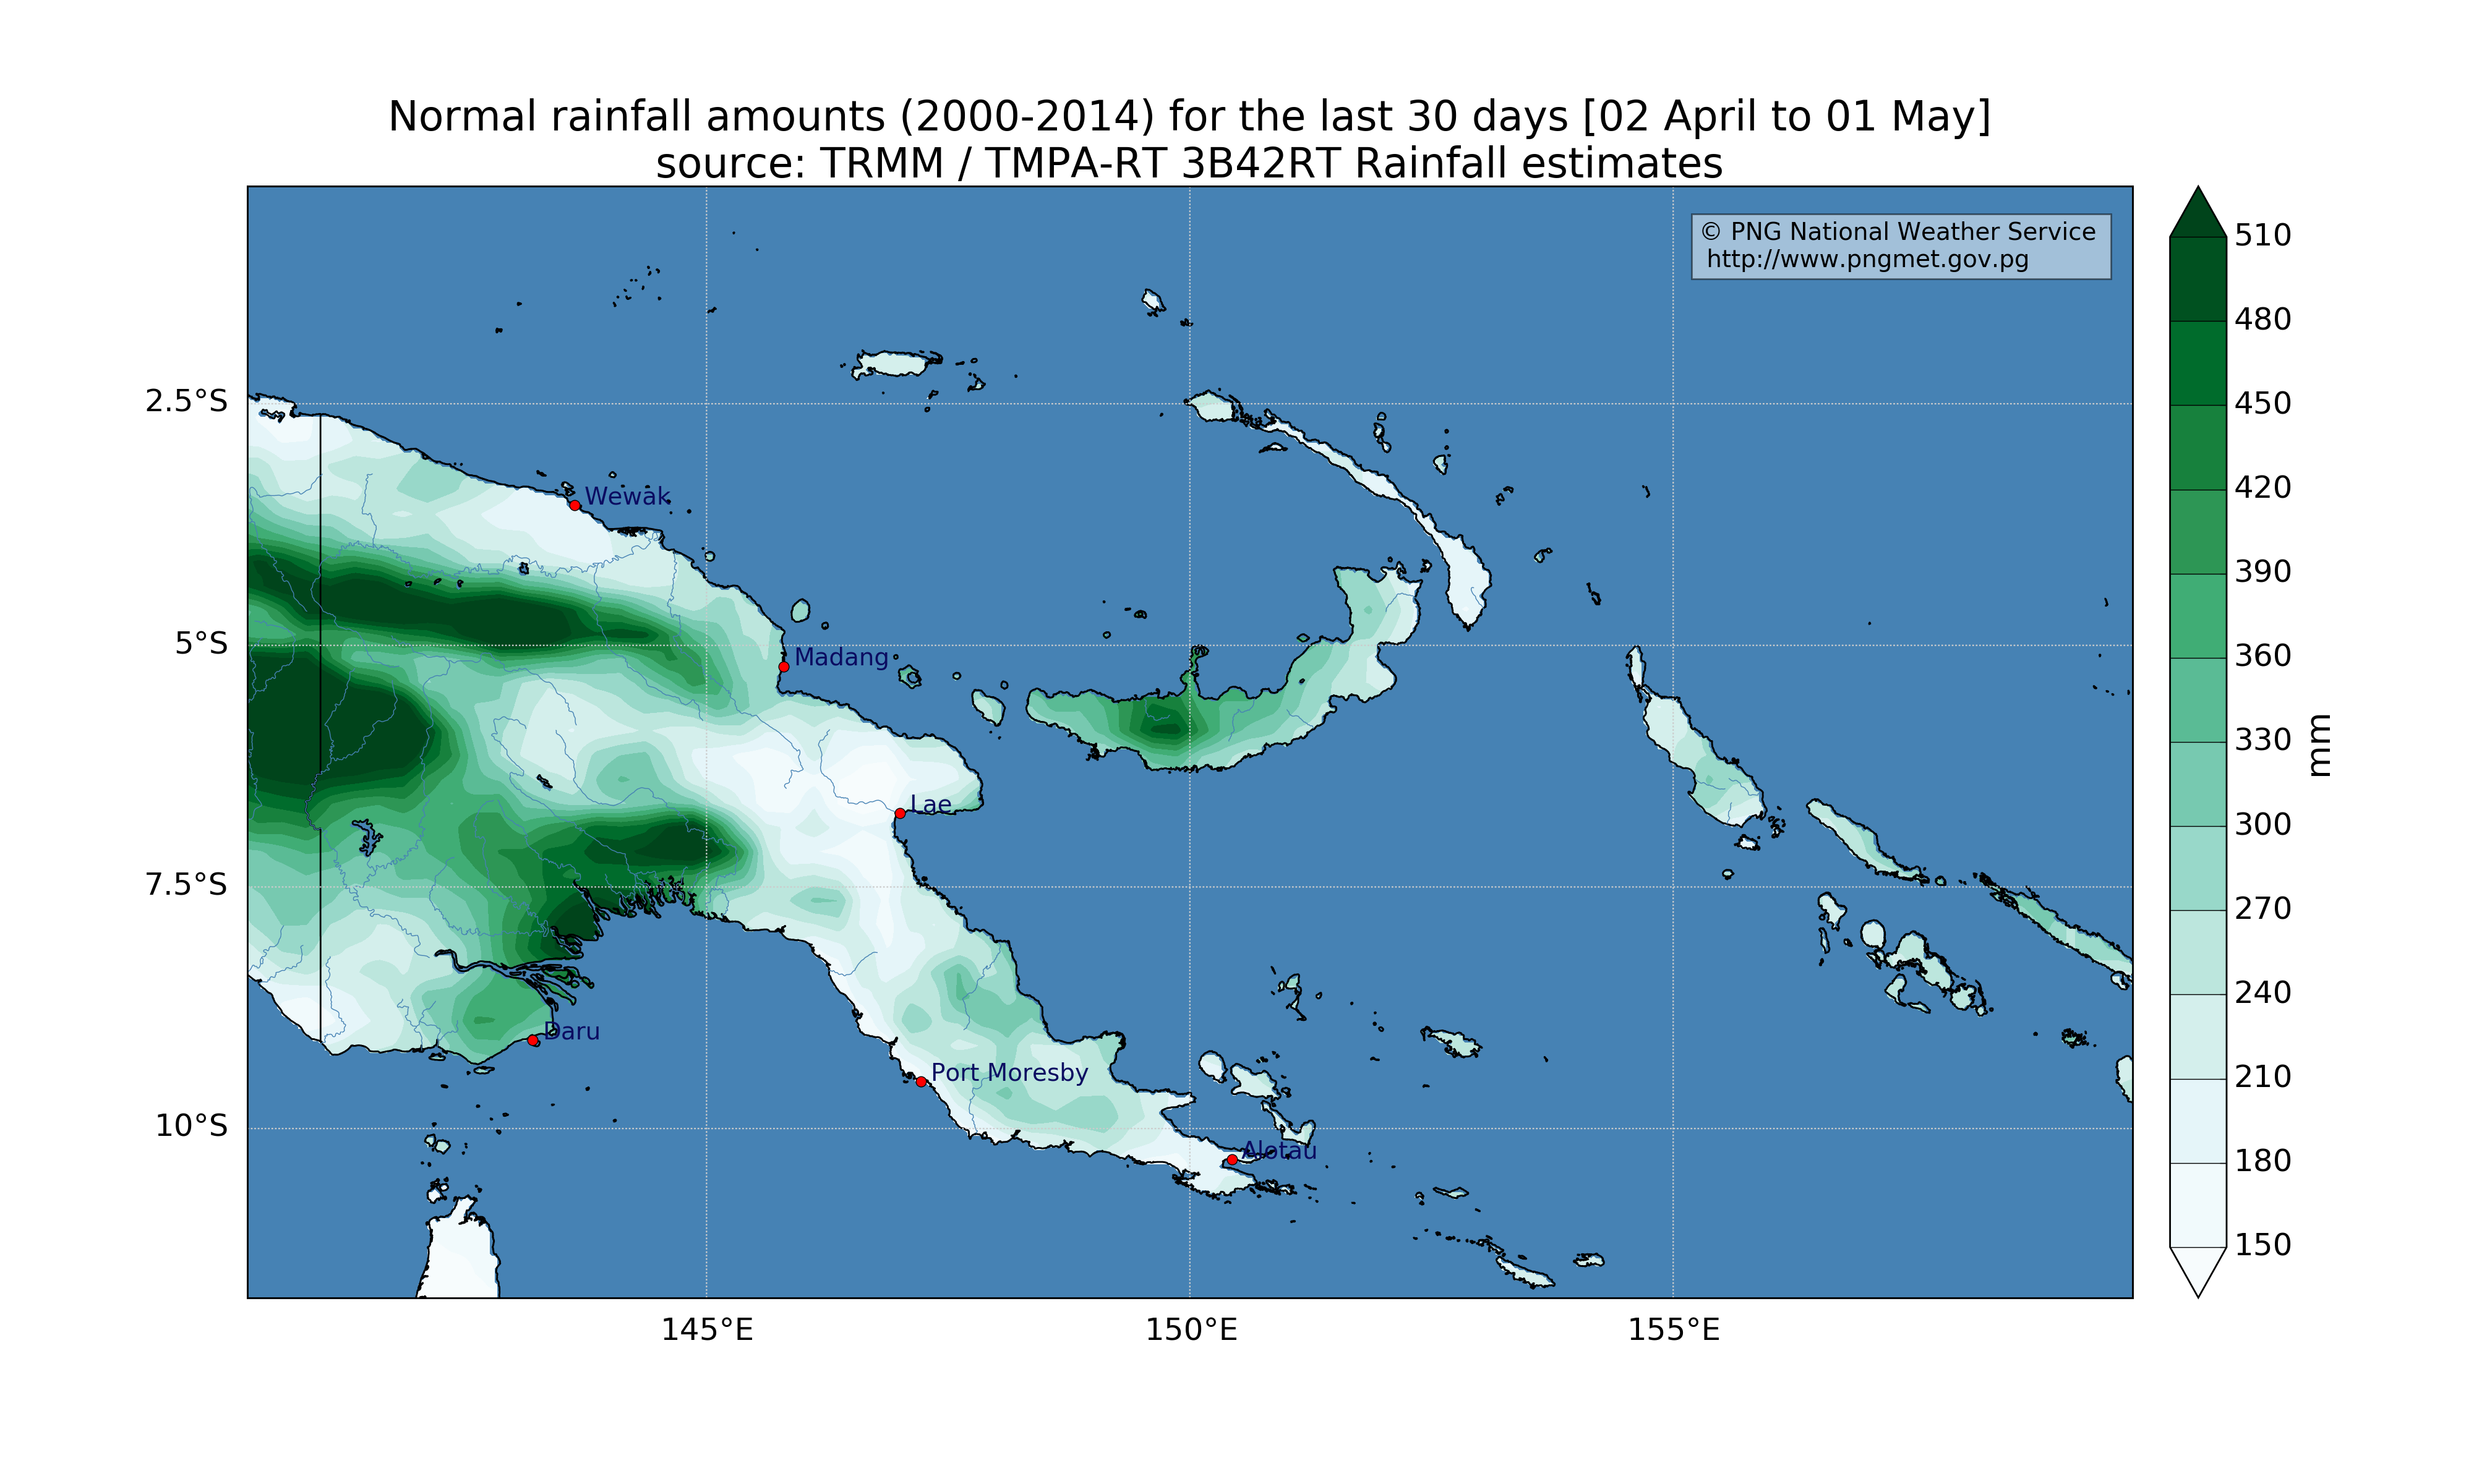 Normal rainfall amounts (2000-2014) for the last 30 days [02 April to 01 May]
source: TRMM / TMPA-RT 3B42RT Rainfall estimates
© PNG National Weather Service
http://www.pngmet.gov.pg
510
480
450
420
390
360
330
300
270
240
210
180
150
mm
2.5°S
5°S
7.5°S
10°S
Wewak
Madang
Lae
Daru
Port Moresby
Alotau
145°E
150°E
155°E